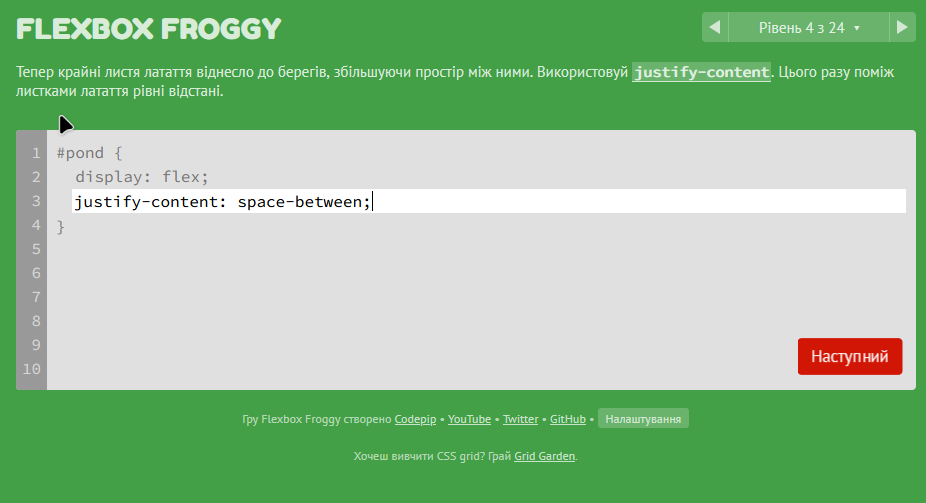 FLEXBOX FROGGY
◀ Рівень 4 з 24 ▾ ▶
Тепер крайні листя латаття віднесло до берегів, збільшуючи простір між ними. Використовуй justify-content. Цього разу поміж
листками латаття рівні відстані.
1 #pond {
2 display: flex;
3 justify-content: space-between;
4 }
5
6
7
8
9
10
Наступний
Гру Flexbox Froggy створено Codepip • YouTube • Twitter • GitHub • Налаштування
Хочеш вивчити CSS grid? Грай Grid Garden.